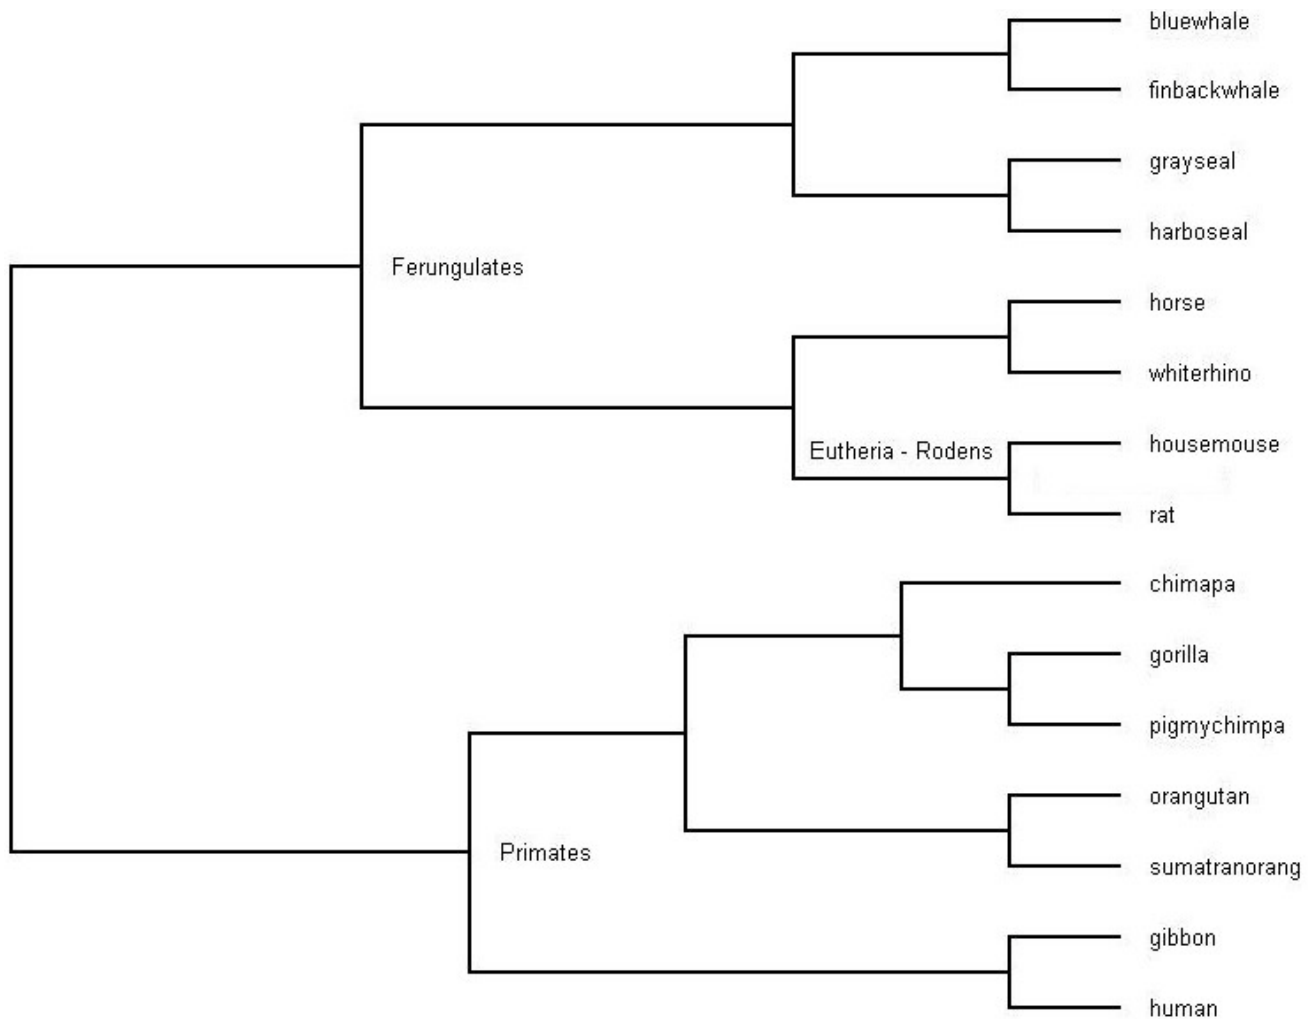 bluewhale
finbackwhale
grayseal
harboseal
Ferungulates
horse
whiterhino
Eutheria - Rodens
housemouse
rat
chimapa
gorilla
pigmychimpa
orangutan
Primates
sumatranorang
gibbon
human